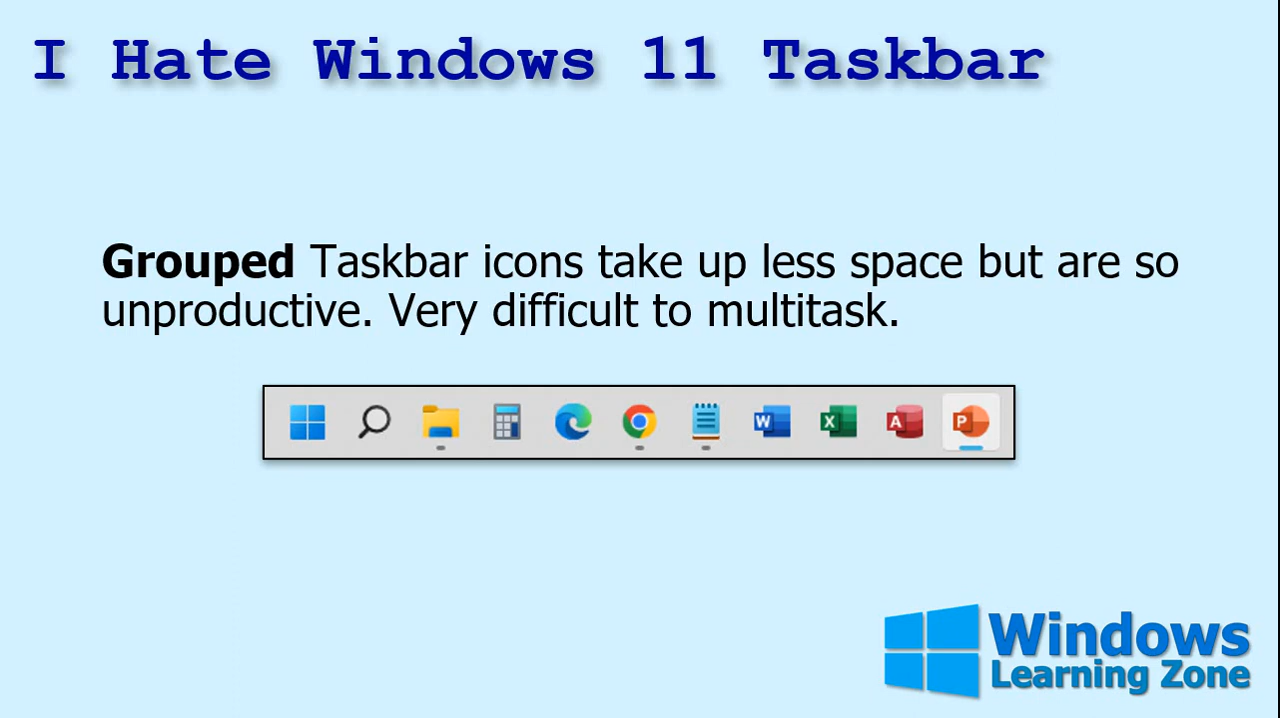 I Hate Windows 11 Taskbar
Grouped Taskbar icons take up less space but are so
unproductive. Very difficult to multitask.
W X A P
Windows
Learning Zone